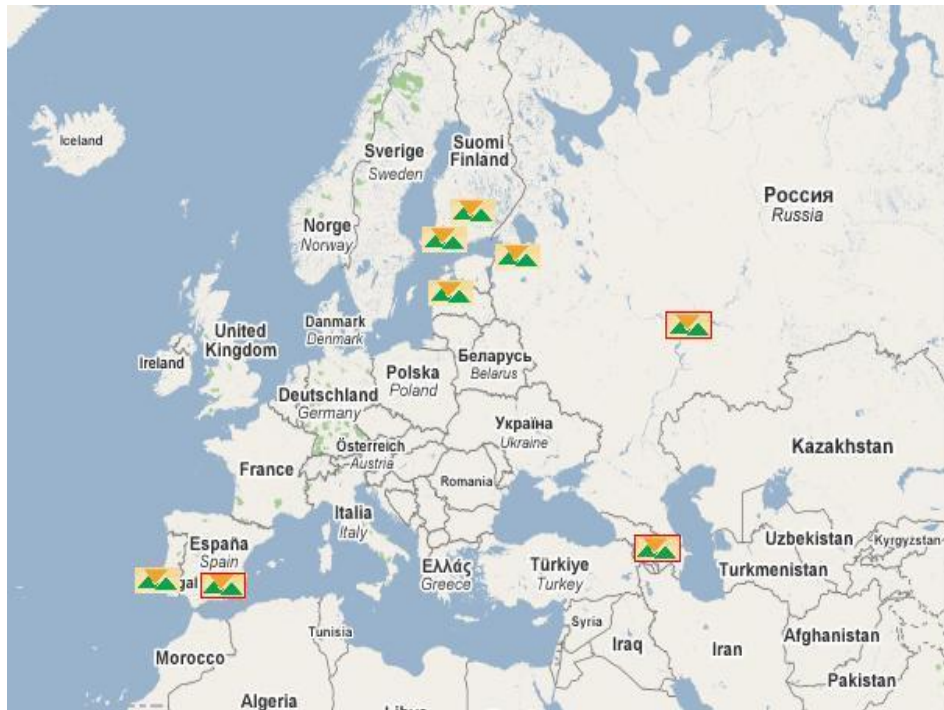 Iceland
Suomi
Finland
Sverige
Sweden
Norge
Norway
Россия
Russia
Danmark
Denmark
United
Kingdom
Ireland
Беларусь
Belarus
Polska
Poland
Deutschland
Germany
Україна
Ukraine
Österreich
Austria
Kazakhstan
France
Romania
Italia
Italy
España
Spain
gal
Uzbekistan
Kyrgyzstan
Ελλάς
Greece
Türkiye
Turkey
Turkmenistan
Syria
Tunisia
Iraq
Iran
Afghanistan
Morocco
Pakistan
Algeria